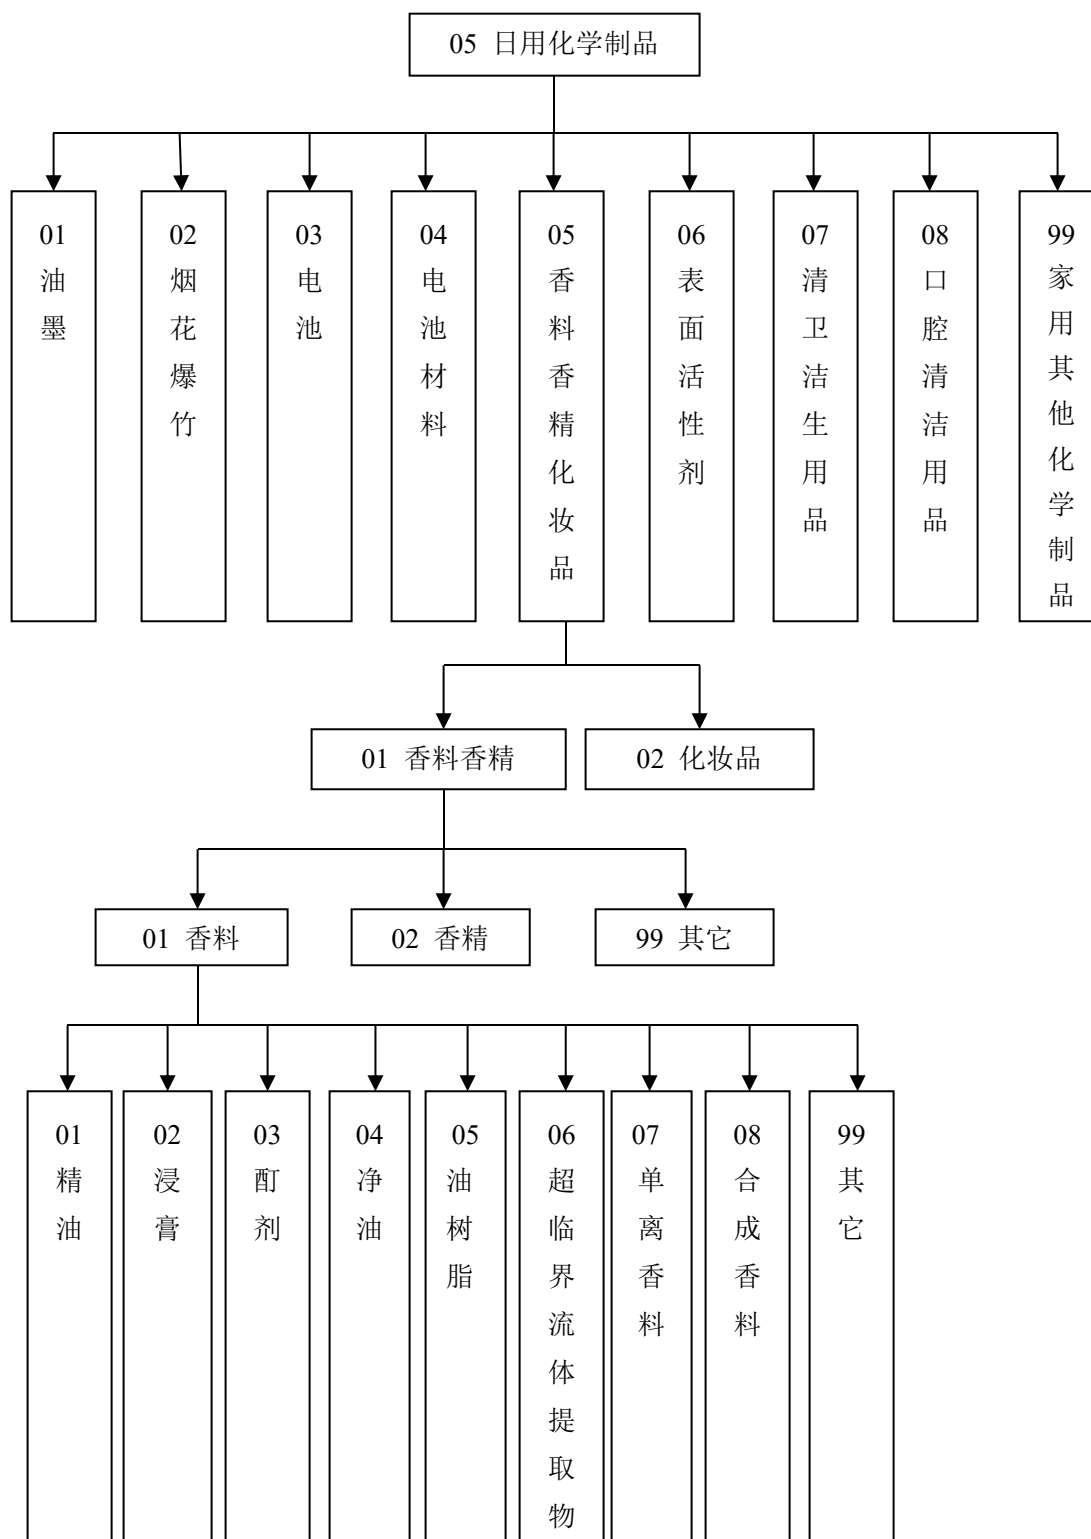 05 日用化学制品
01 油墨
02 烟花爆竹
03 电池
04 电池材料
05 香料香精化妆品
06 表面活性剂
07 清卫洁生用品
08 口腔清洁用品
99 家用其他化学制品
01 香料香精
02 化妆品
01 香料
02 香精
99 其它
01 精油
02 浸膏
03 酊剂
04 净油
05 油树脂
06 超临界流体提取物
07 单离香料
08 合成香料
99 其它